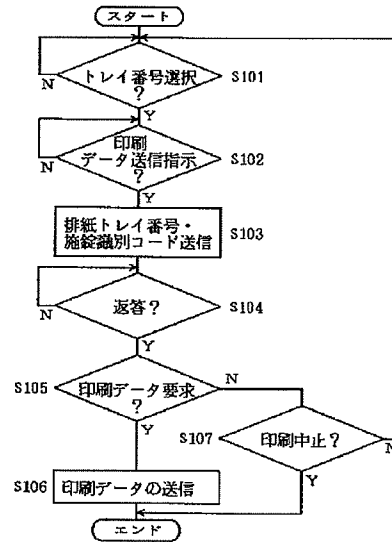 スタート
トレイ番号選択
?
N
Y
S101
印刷
データ送信指示
?
N
Y
S102
排紙トレイ番号・
施錠識別コード送信
S103
返答?
N
Y
S104
S105
印刷データ要求
?
N
Y
S107
印刷中止?
N
Y
S106
印刷データの送信
エンド